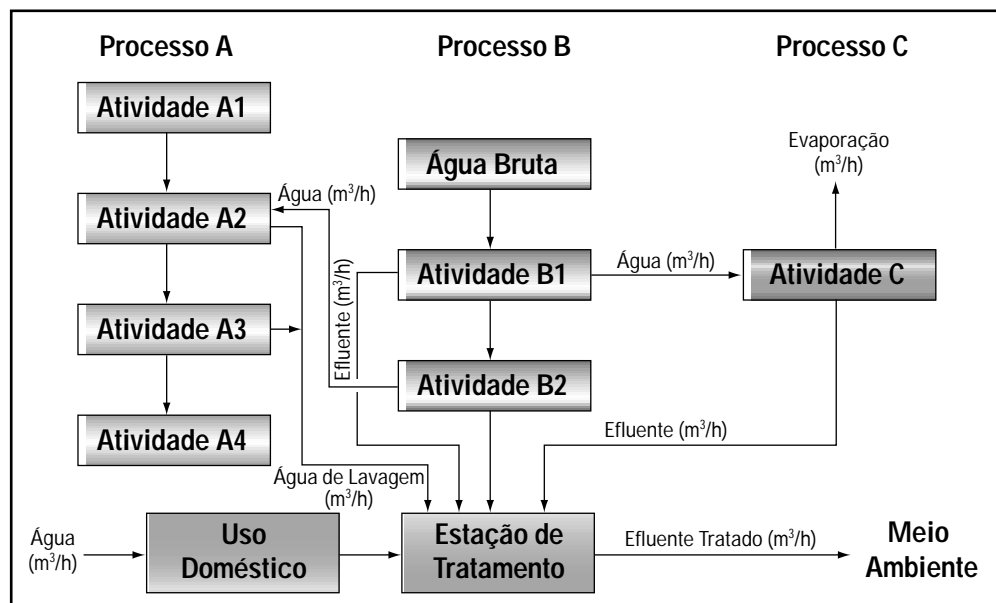 Processo A
Processo B
Processo C
Atividade A1
Evaporação
(m³/h)
Água Bruta
Água (m³/h)
Atividade A2
Atividade B1
Água (m³/h)
Atividade C
Efluente (m³/h)
Atividade A3
Atividade B2
Atividade A4
Efluente (m³/h)
Água de Lavagem
(m³/h)
Água
(m³/h)
Uso
Doméstico
Estação de
Tratamento
Efluente Tratado (m³/h)
Meio
Ambiente